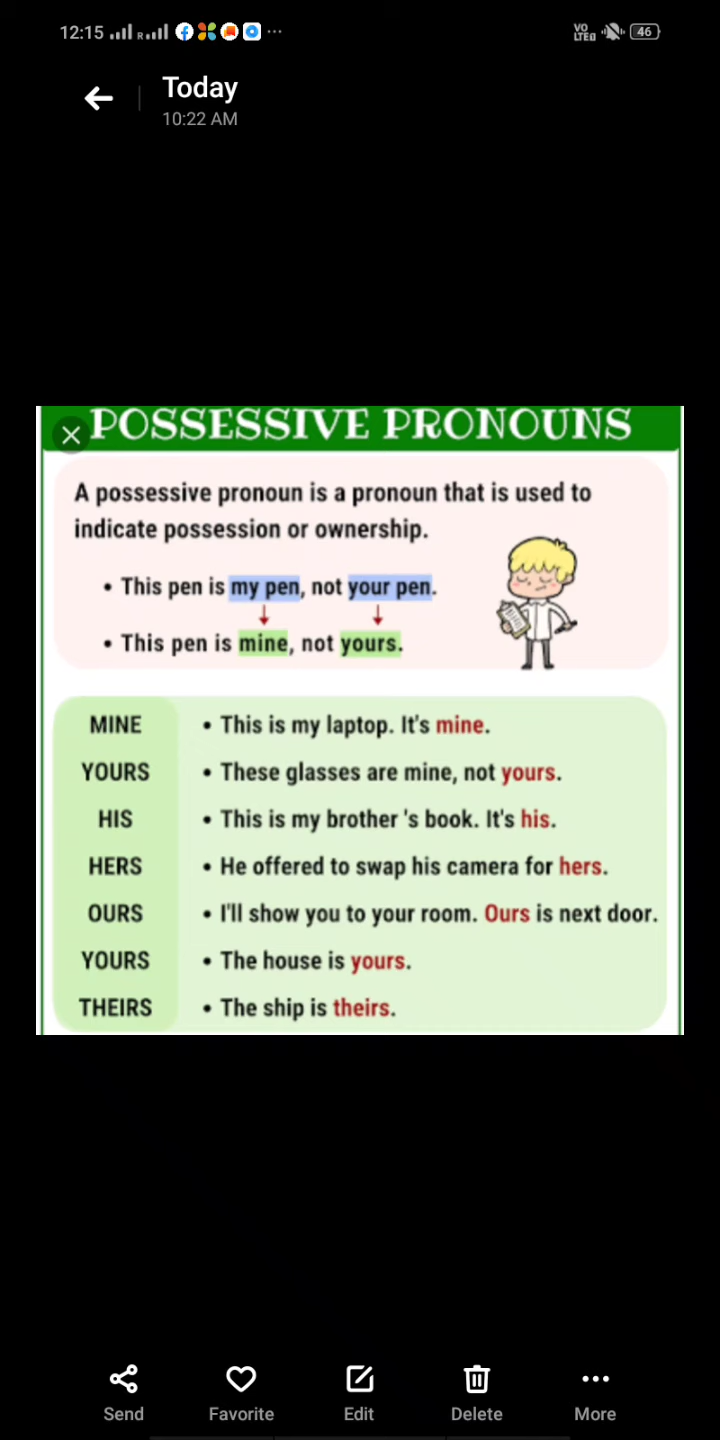 12:15 R VO LTE 46
Today
10:22 AM
POSSESSIVE PRONOUNS
A possessive pronoun is a pronoun that is used to
indicate possession or ownership.
• This pen is my pen, not your pen.
• This pen is mine, not yours.
MINE • This is my laptop. It's mine.
YOURS • These glasses are mine, not yours.
HIS • This is my brother 's book. It's his.
HERS • He offered to swap his camera for hers.
OURS • I'll show you to your room. Ours is next door.
YOURS • The house is yours.
THEIRS • The ship is theirs.
Send Favorite Edit Delete More